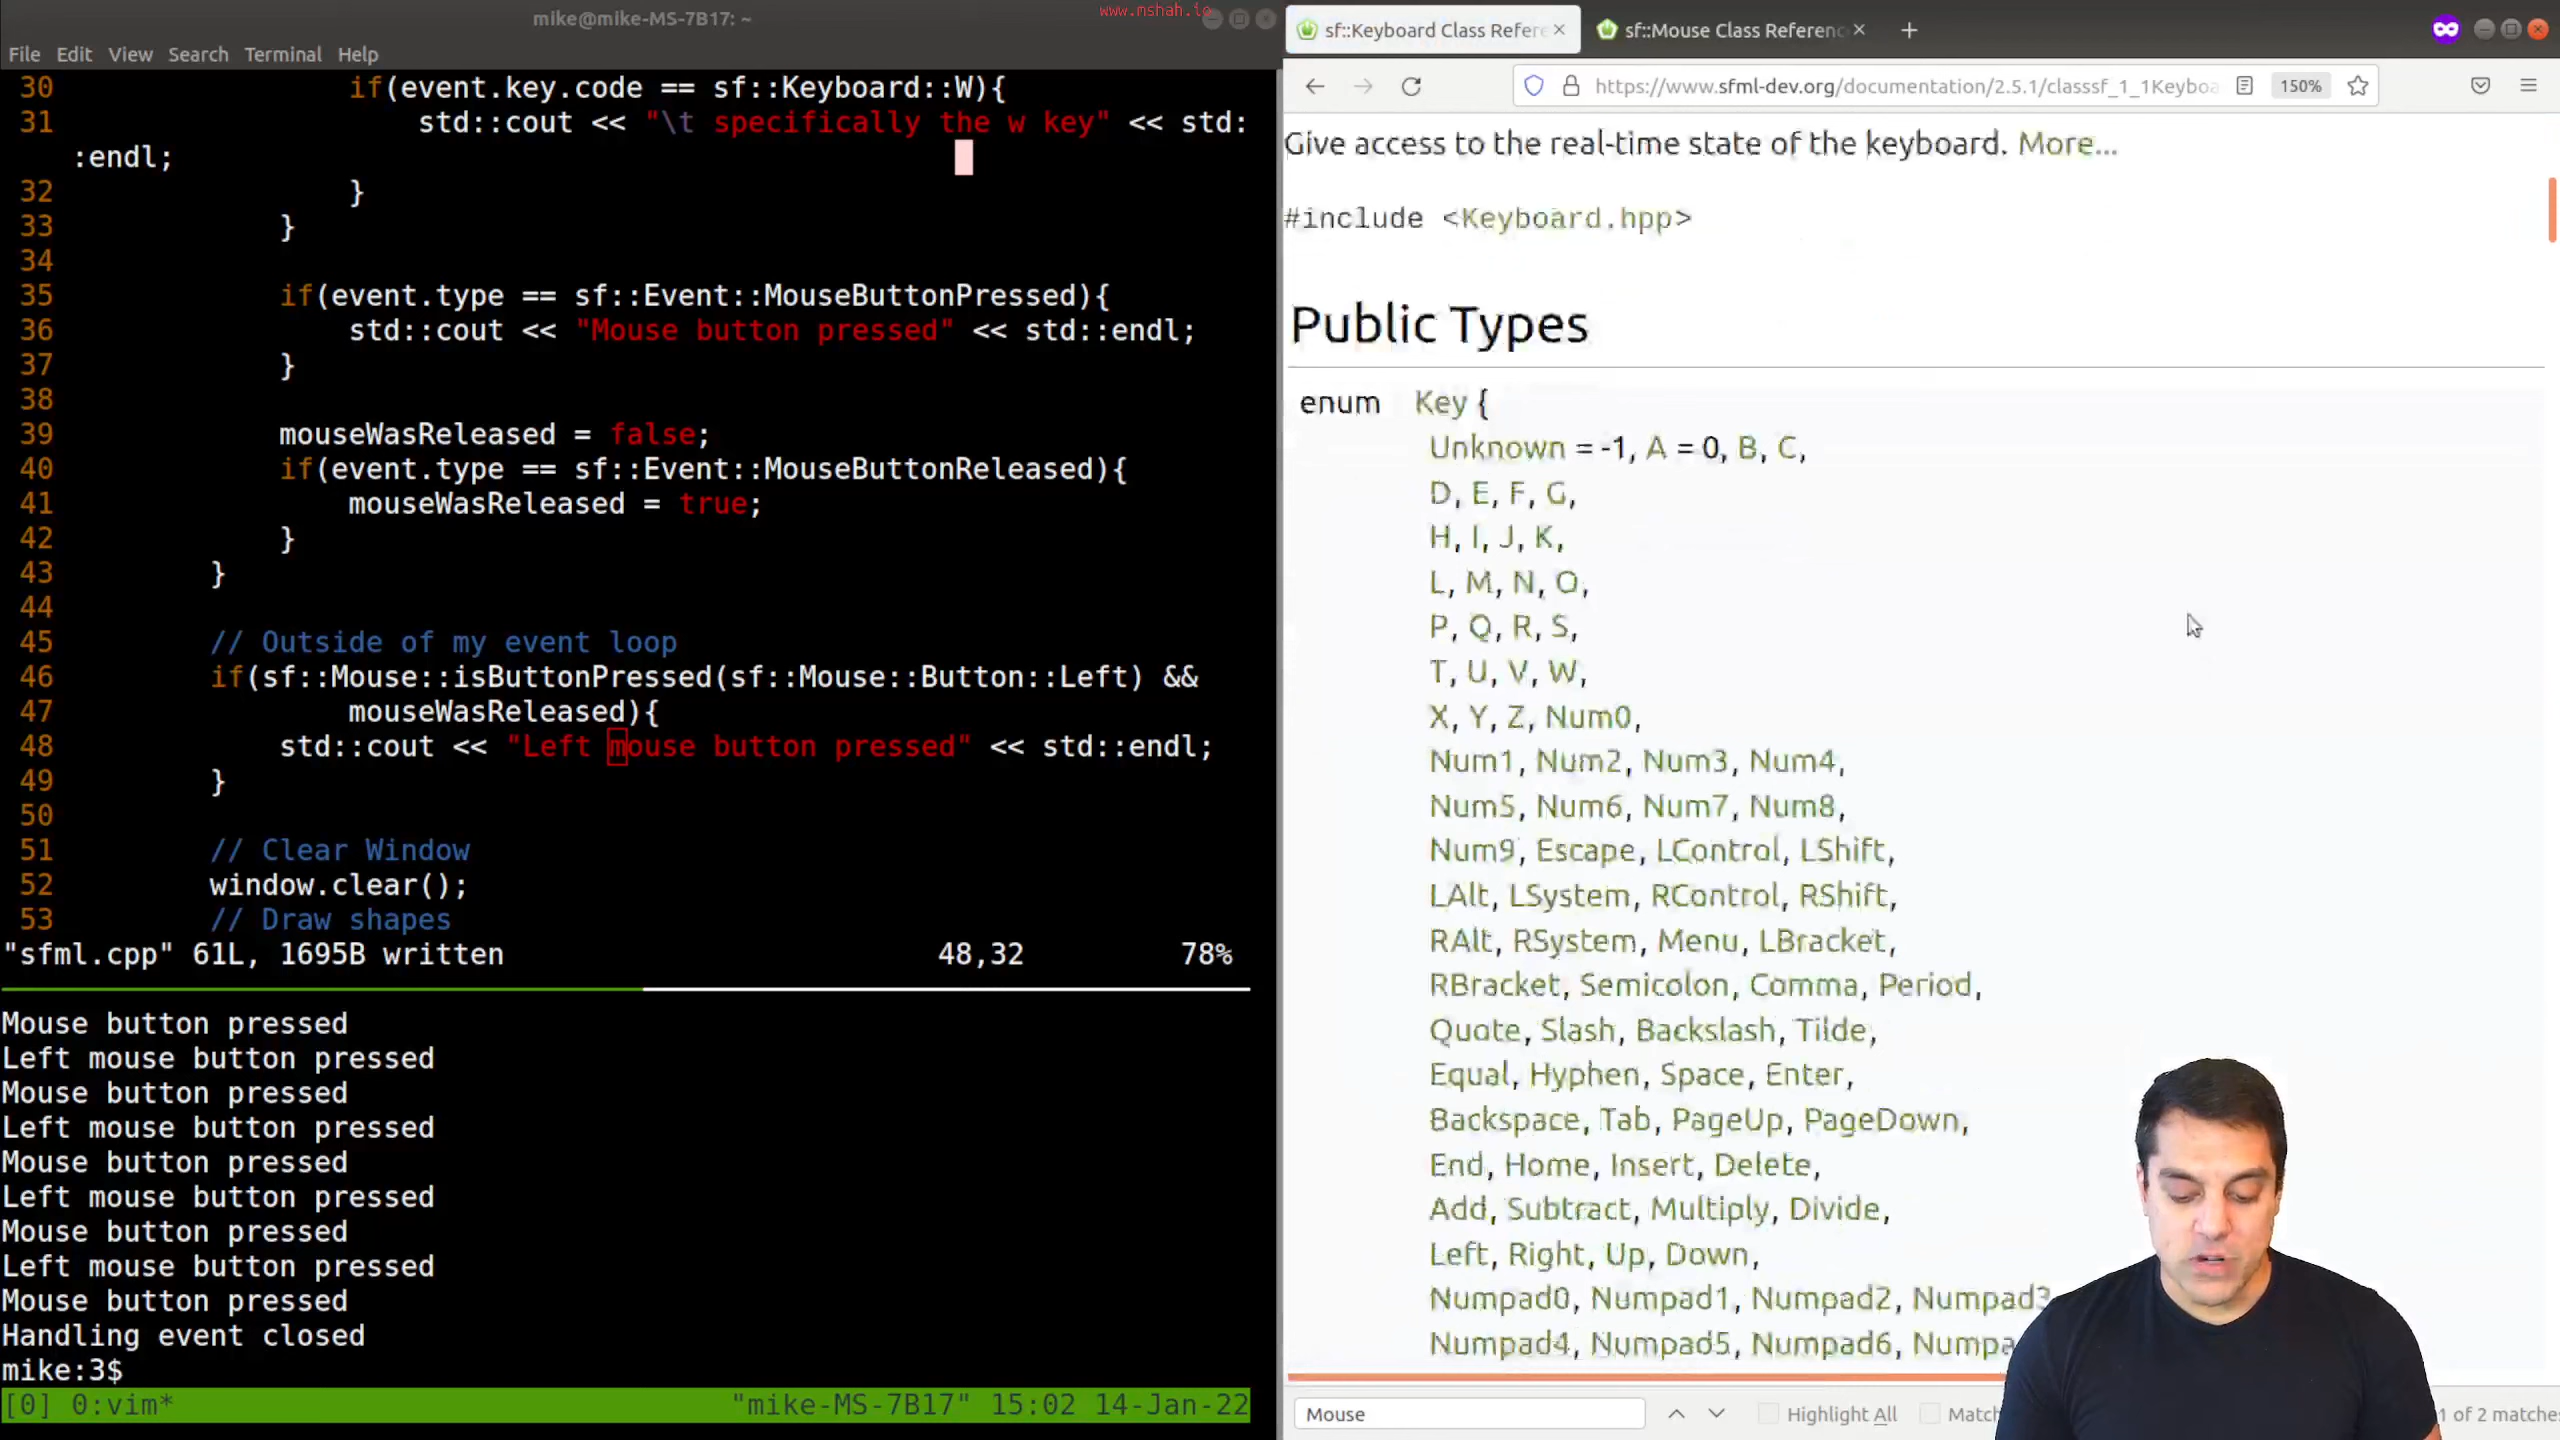 mike@mike-MS-7B17: ~
www.mshah.io
File Edit View Search Terminal Help
30 if(event.key.code == sf::Keyboard::W){
31 std::cout << "\t specifically the w key" << std:
:endl;
32 }
33 }
34
35 if(event.type == sf::Event::MouseButtonPressed){
36 std::cout << "Mouse button pressed" << std::endl;
37 }
38
39 mouseWasReleased = false;
40 if(event.type == sf::Event::MouseButtonReleased){
41 mouseWasReleased = true;
42 }
43 }
44
45 // Outside of my event loop
46 if(sf::Mouse::isButtonPressed(sf::Mouse::Button::Left) &&
47 mouseWasReleased){
48 std::cout << "Left mouse button pressed" << std::endl;
49 }
50
51 // Clear Window
52 window.clear();
53 // Draw shapes
"sfml.cpp" 61L, 1695B written 48,32 78%
Mouse button pressed
Left mouse button pressed
Mouse button pressed
Left mouse button pressed
Mouse button pressed
Left mouse button pressed
Mouse button pressed
Left mouse button pressed
Mouse button pressed
Handling event closed
mike:3$
[0] 0:vim* "mike-MS-7B17" 15:02 14-Jan-22
sf::Keyboard Class Refere
sf::Mouse Class Referenc
https://www.sfml-dev.org/documentation/2.5.1/classsf_1_1Keyboa 150%
Give access to the real-time state of the keyboard. More...
#include <Keyboard.hpp>
Public Types
enum Key {
Unknown = -1, A = 0, B, C,
D, E, F, G,
H, I, J, K,
L, M, N, O,
P, Q, R, S,
T, U, V, W,
X, Y, Z, Num0,
Num1, Num2, Num3, Num4,
Num5, Num6, Num7, Num8,
Num9, Escape, LControl, LShift,
LAlt, LSystem, RControl, RShift,
RAlt, RSystem, Menu, LBracket,
RBracket, Semicolon, Comma, Period,
Quote, Slash, Backslash, Tilde,
Equal, Hyphen, Space, Enter,
Backspace, Tab, PageUp, PageDown,
End, Home, Insert, Delete,
Add, Subtract, Multiply, Divide,
Left, Right, Up, Down,
Numpad0, Numpad1, Numpad2, Numpad3
Numpad4, Numpad5, Numpad6, Numpa
Mouse Highlight All Match 1 of 2 matches